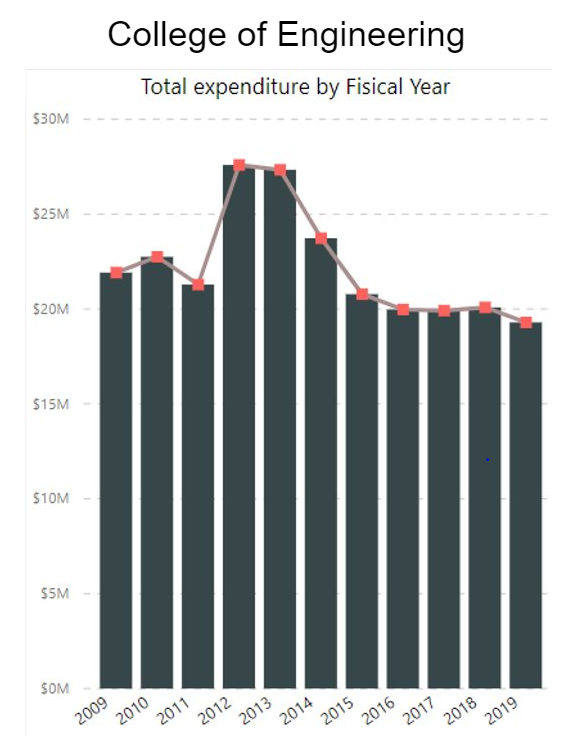 College of Engineering
Total expenditure by Fisical Year
$30M
$25M
$20M
$15M
$10M
$5M
$0M
2009 2010 2011 2012 2013 2014 2015 2016 2017 2018 2019